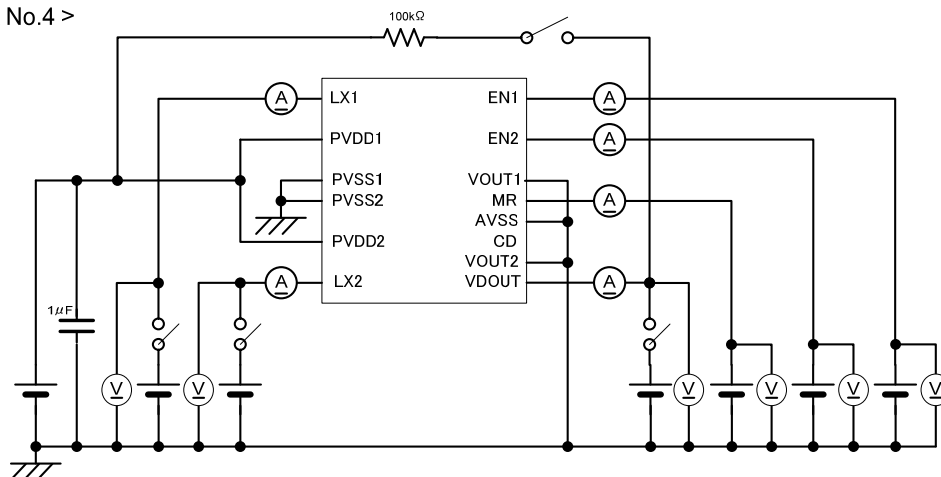 No.4 >
100kΩ
A LX1 EN1 A
PVDD1 EN2 A
PVSS1 VOUT1
PVSS2 MR A
AVSS
PVDD2 CD
VOUT2
A LX2 VDOUT A
1μF
V V V V V V